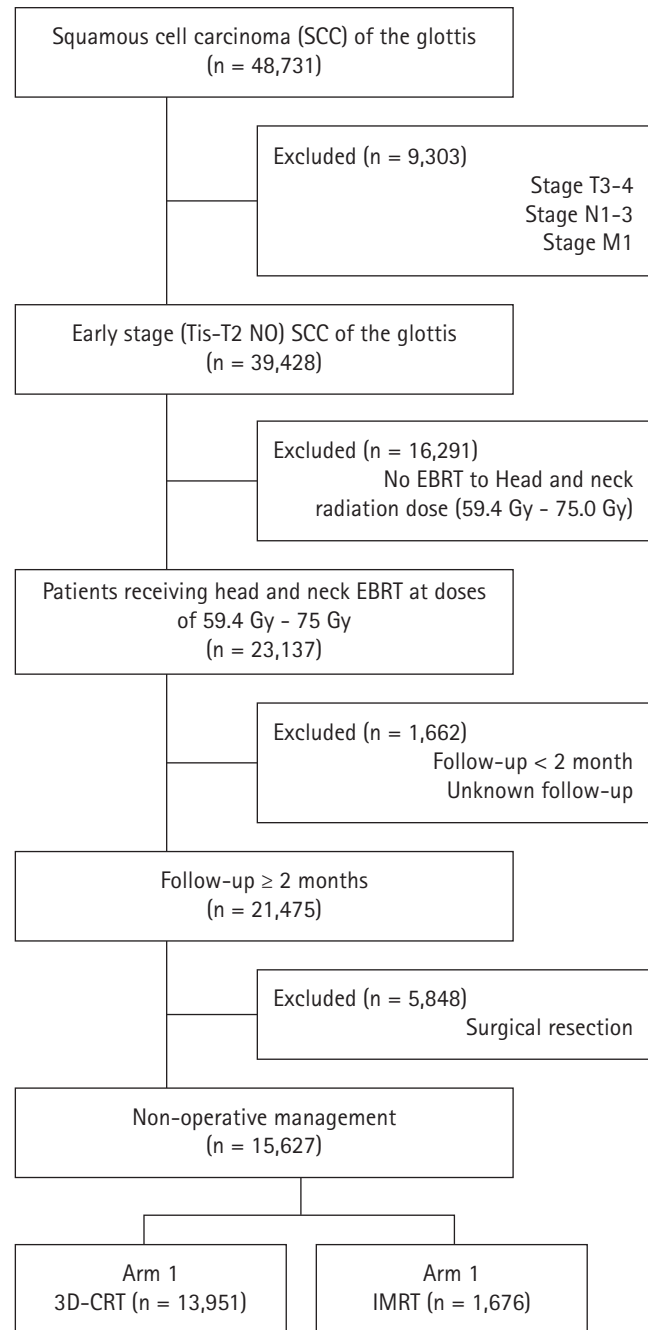 Squamous cell carcinoma (SCC) of the glottis
(n = 48,731)
Excluded (n = 9,303)
Stage T3-4
Stage N1-3
Stage M1
Early stage (Tis-T2 NO) SCC of the glottis
(n = 39,428)
Excluded (n = 16,291)
No EBRT to Head and neck
radiation dose (59.4 Gy - 75.0 Gy)
Patients receiving head and neck EBRT at doses
of 59.4 Gy - 75 Gy
(n = 23,137)
Excluded (n = 1,662)
Follow-up < 2 month
Unknown follow-up
Follow-up ≥ 2 months
(n = 21,475)
Excluded (n = 5,848)
Surgical resection
Non-operative management
(n = 15,627)
Arm 1
3D-CRT (n = 13,951)
Arm 1
IMRT (n = 1,676)